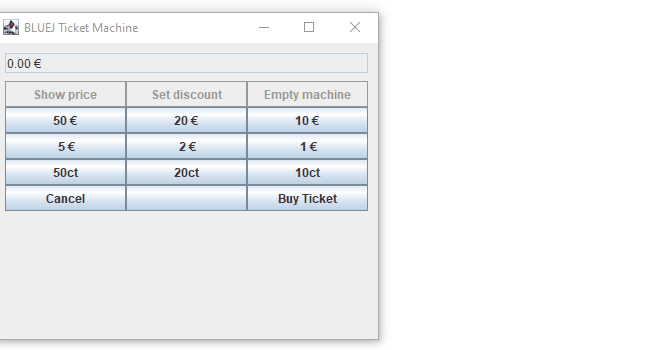 BLUEJ Ticket Machine
0.00 €
Show price Set discount Empty machine
50 € 20 € 10 €
5 € 2 € 1 €
50ct 20ct 10ct
Cancel Buy Ticket